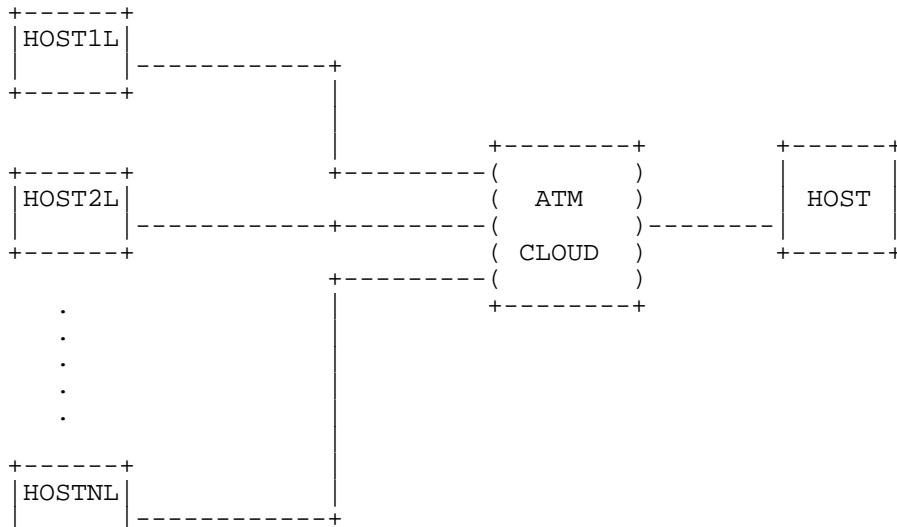 HOST1L
HOST2L
ATM
HOST
CLOUD
.
.
.
.
.
HOSTNL